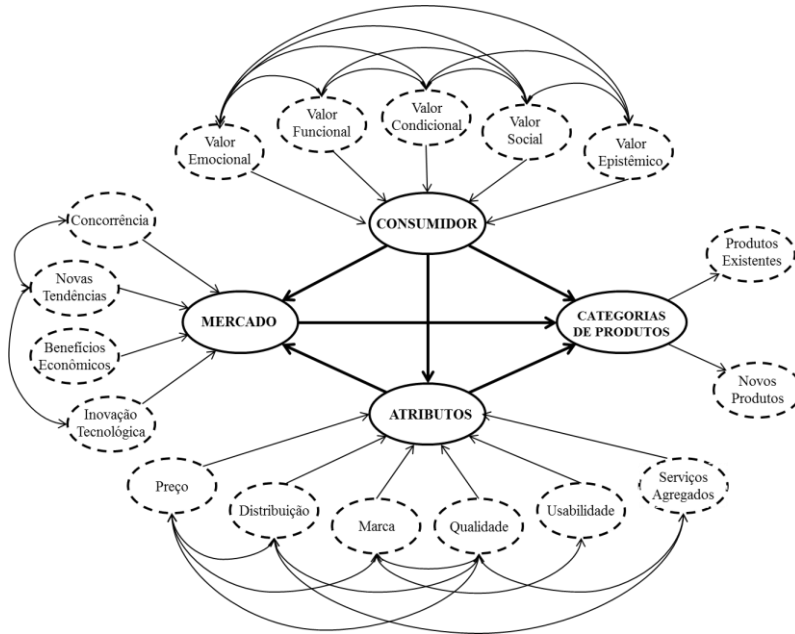 Valor
Emocional
Valor
Funcional
Valor
Condicional
Valor
Social
Valor
Epistêmico
CONSUMIDOR
Concorrência
Novas
Tendências
Benefícios
Econômicos
Inovação
Tecnológica
MERCADO
CATEGORIAS
DE PRODUTOS
Produtos
Existentes
Novos
Produtos
ATRIBUTOS
Preço
Distribuição
Marca
Qualidade
Usabilidade
Serviços
Agregados